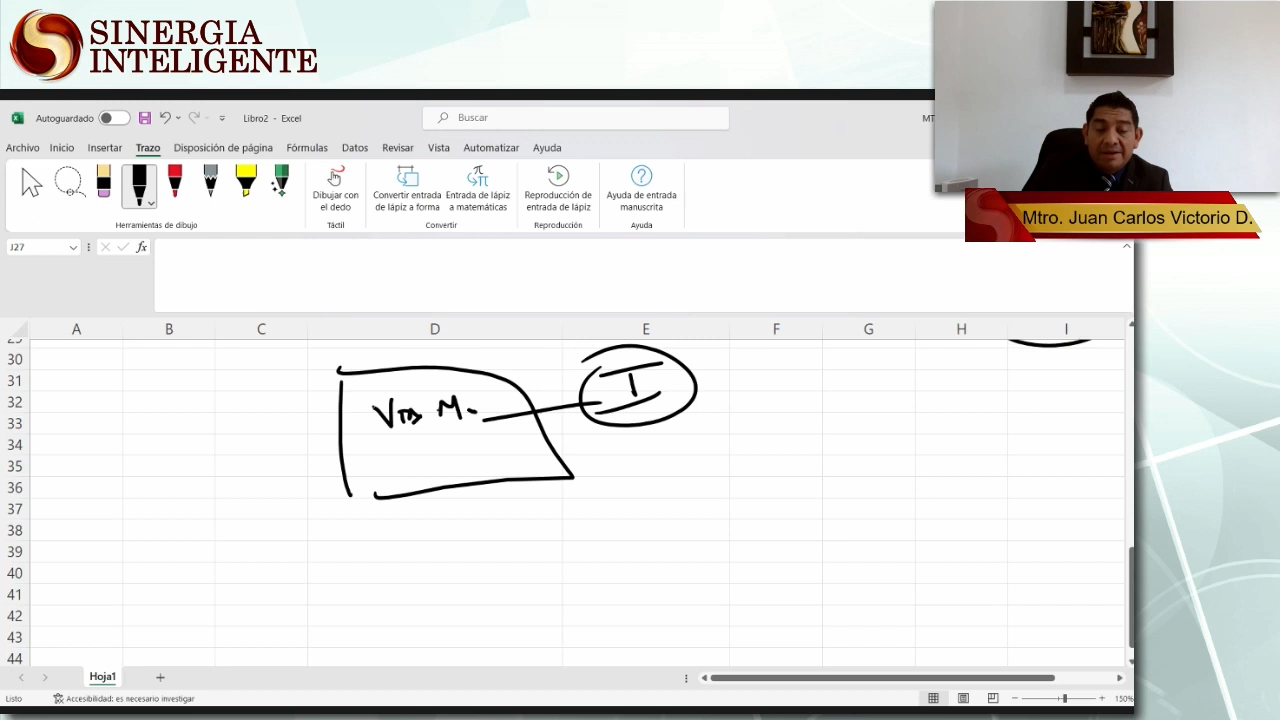 SINERGIA
INTELIGENTE
Autoguardado
Libro2 - Excel
Buscar
MT
Archivo Inicio Insertar Trazo Disposición de página Fórmulas Datos Revisar Vista Automatizar Ayuda
Dibujar con el dedo
Convertir entrada de lápiz a forma
Entrada de lápiz a matemáticas
Reproducción de entrada de lápiz
Ayuda de entrada manuscrita
Herramientas de dibujo Táctil Convertir Reproducción Ayuda
Mtro. Juan Carlos Victorio D.
J27 fx
A B C D E F G H I
29
30
31
32
33
34
35
36
37
38
39
40
41
42
43
44
I
M.
Hoja1
Listo Accesibilidad: es necesario investigar 150%